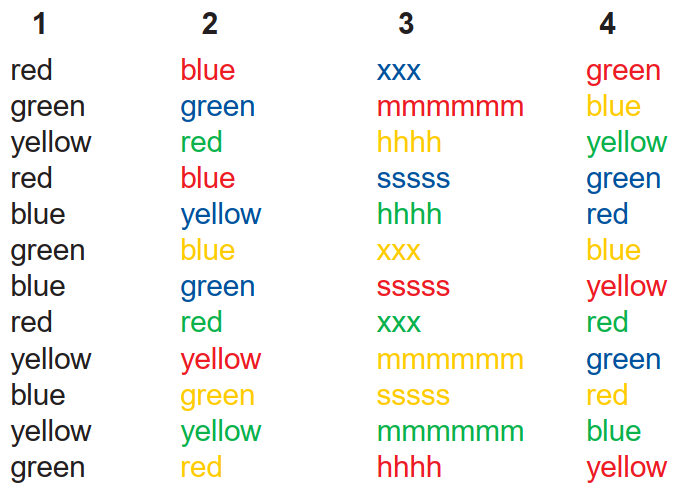 1 2 3 4
red blue xxx green
green green mmmmmm blue
yellow red hhhh yellow
red blue sssss green
blue yellow hhhh red
green blue xxx blue
blue green sssss yellow
red red xxx red
yellow yellow mmmmmm green
blue green sssss red
yellow yellow mmmmmm blue
green red hhhh yellow